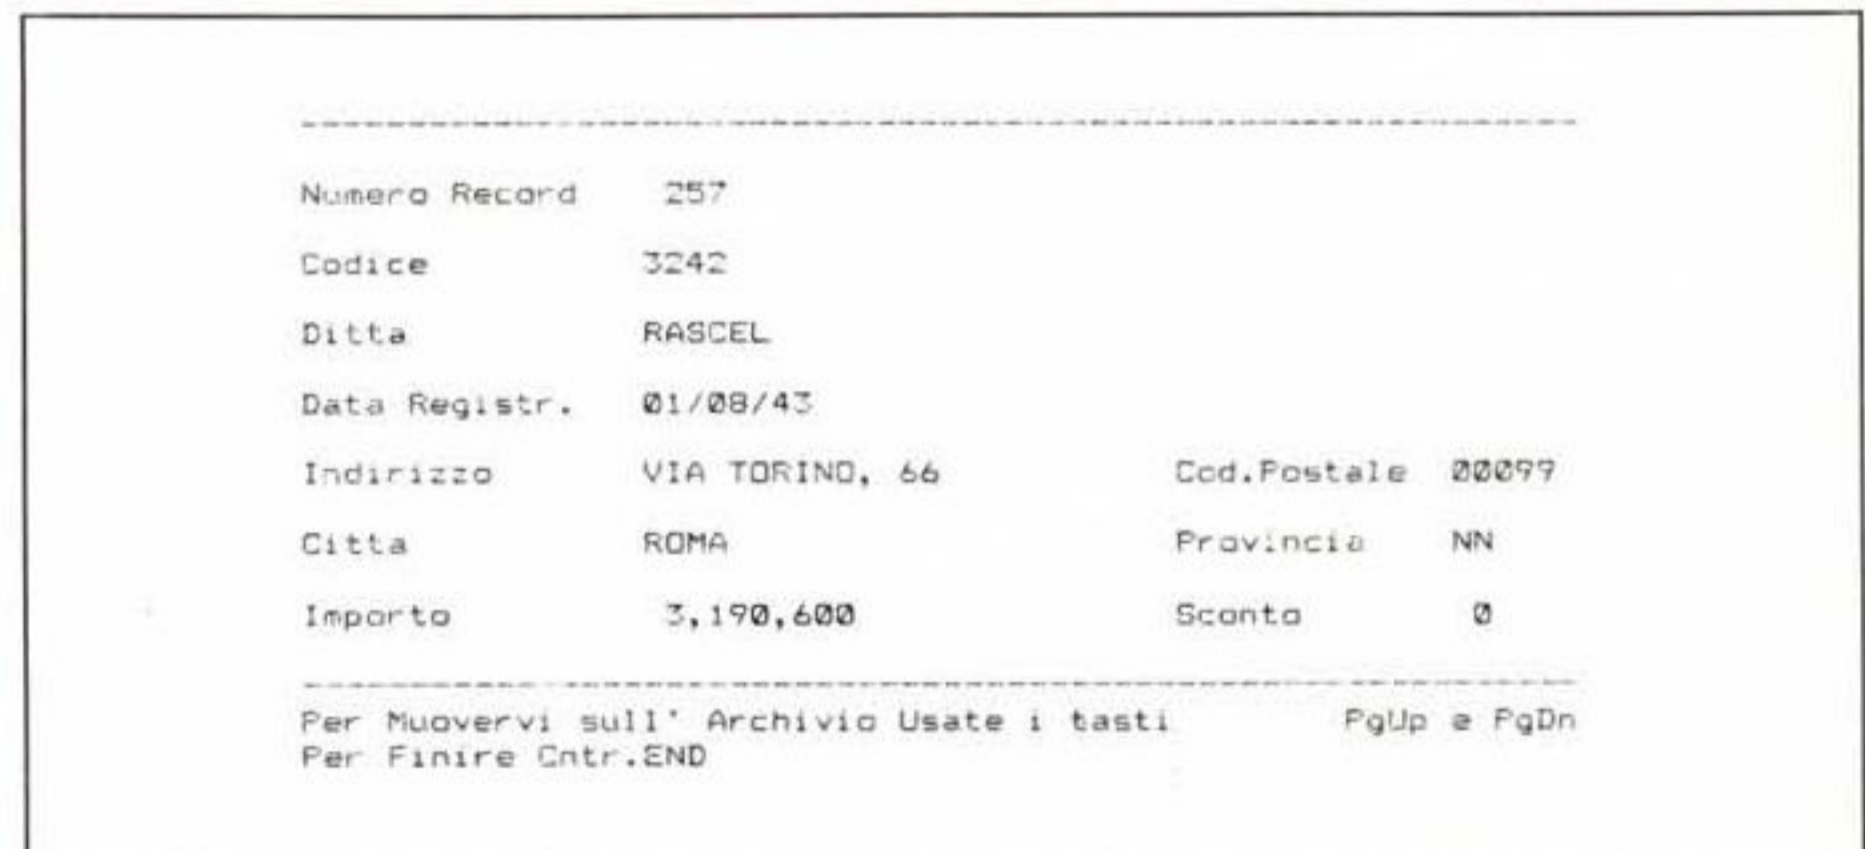 Numero Record 257
Codice 3242
Ditta RASCEL
Data Registr. 01/08/43
Indirizzo VIA TORINO, 66 Cod.Postale 00099
Citta ROMA Provincia NN
Importo 3,190,600 Sconto 0
Per Muovervi sull' Archivio Usate i tasti PgUp e PgDn
Per Finire Cntr.END